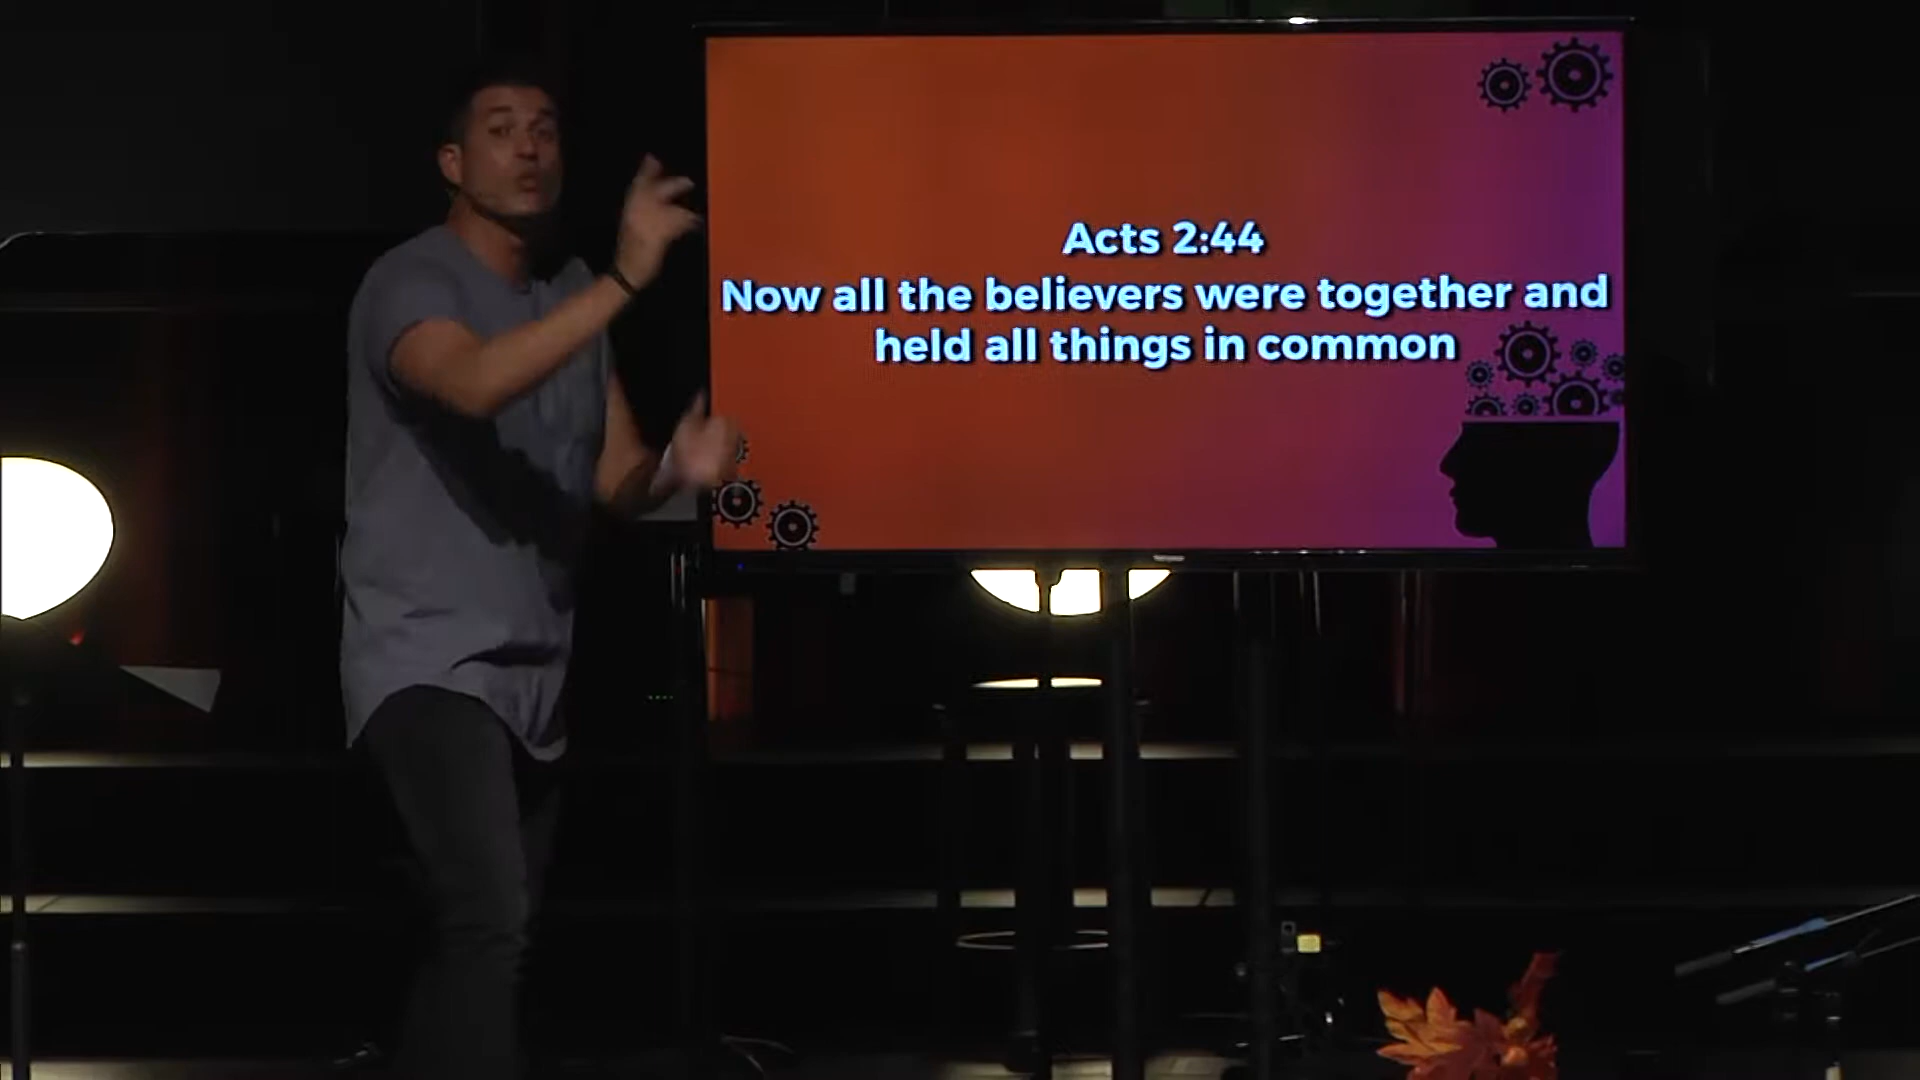 Acts 2:44
Now all the believers were together and
held all things in common